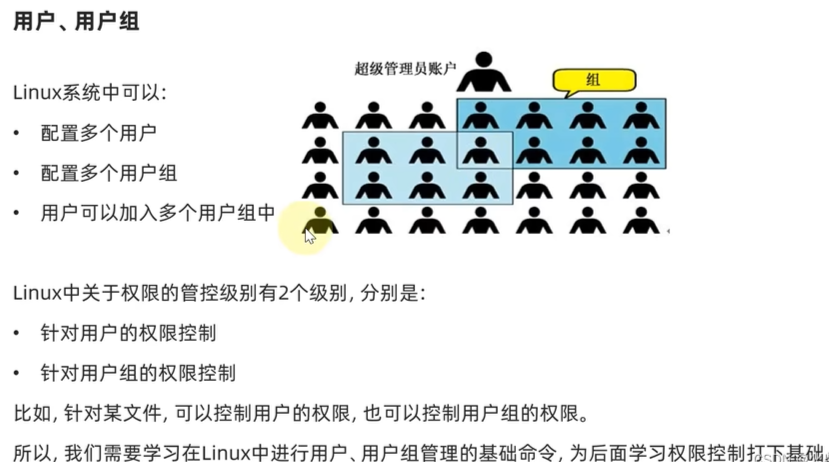 用户、用户组
超级管理员账户
组
Linux系统中可以：
• 配置多个用户
• 配置多个用户组
• 用户可以加入多个用户组中
Linux中关于权限的管控级别有2个级别, 分别是：
• 针对用户的权限控制
• 针对用户组的权限控制
比如, 针对某文件, 可以控制用户的权限, 也可以控制用户组的权限。
所以, 我们需要学习在Linux中进行用户、用户组管理的基础命令, 为后面学习权限控制打下基础